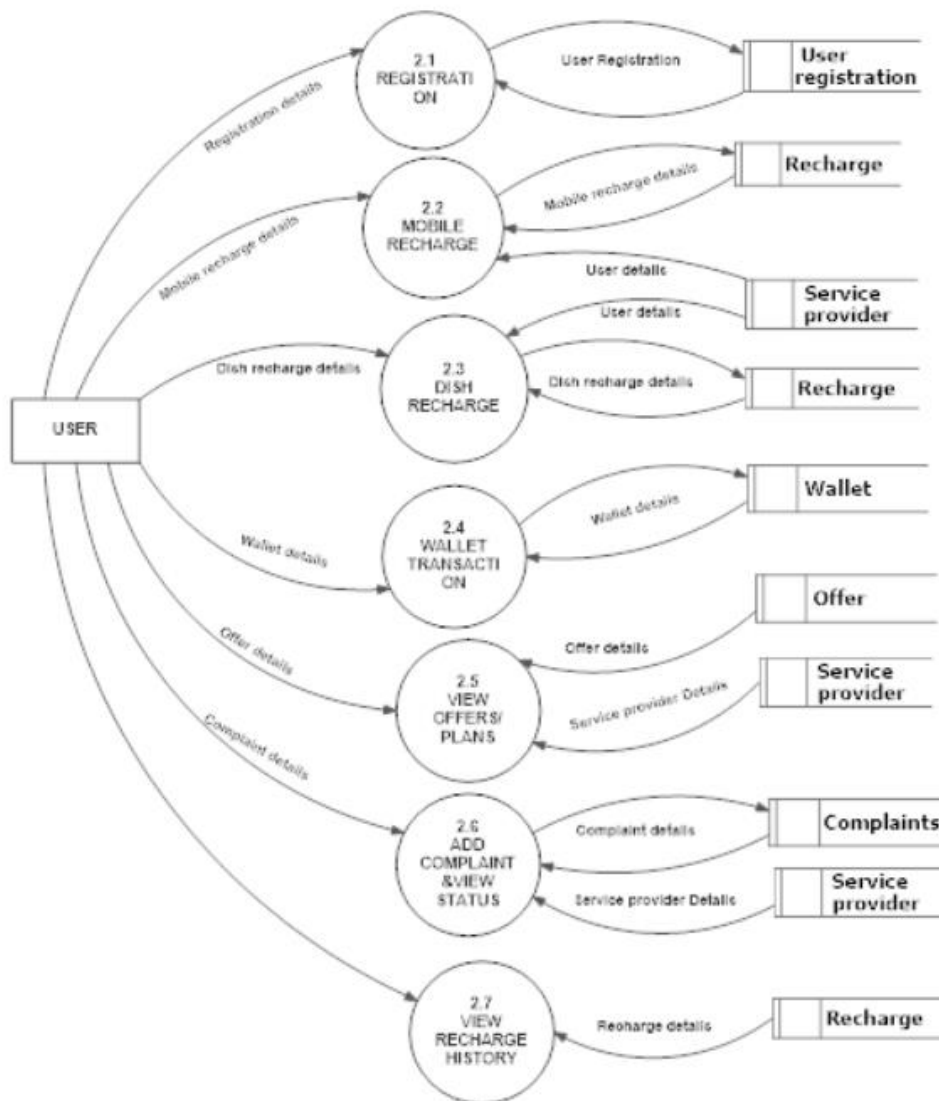 2.1
REGISTRATI
ON
User Registration
User
registration
Registration details
2.2
MOBILE
RECHARGE
Mobile recharge details
Recharge
Mobile recharge details
User details
Service
provider
User details
2.3
DISH
RECHARGE
Dish recharge details
Dish recharge details
Recharge
USER
2.4
WALLET
TRANSACTI
ON
Wallet details
Wallet
Wallet details
Offer
Offer details
2.5
VIEW
OFFERS/
PLANS
Offer details
Service provider Details
Service
provider
Complaint details
2.6
ADD
COMPLAINT
&VIEW
STATUS
Complaint details
Complaints
Service provider Details
Service
provider
2.7
VIEW
RECHARGE
HISTORY
Recharge details
Recharge